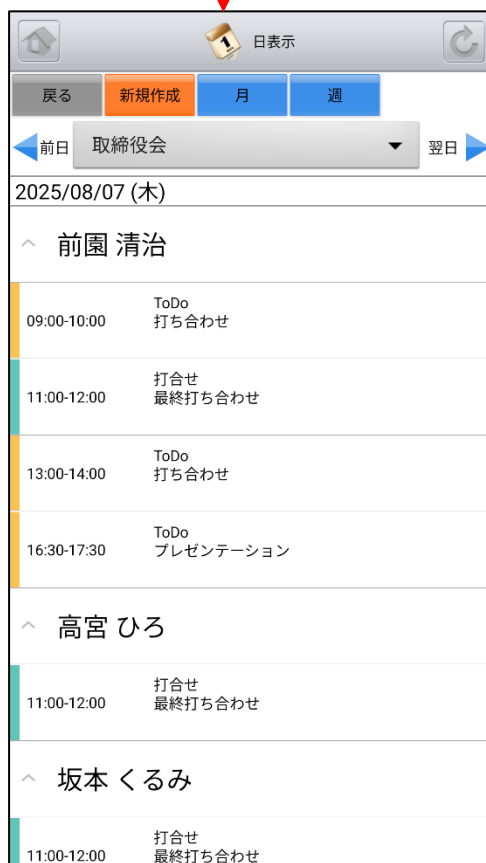 1 日表示
戻る 新規作成 月 週
前日 取締役会 翌日
2025/08/07 (木)
前園 清治
ToDo
09:00-10:00 打ち合わせ
打合せ
11:00-12:00 最終打ち合わせ
ToDo
13:00-14:00 打ち合わせ
ToDo
16:30-17:30 プレゼンテーション
高宮 ひろ
打合せ
11:00-12:00 最終打ち合わせ
坂本 くるみ
打合せ
11:00-12:00 最終打ち合わせ